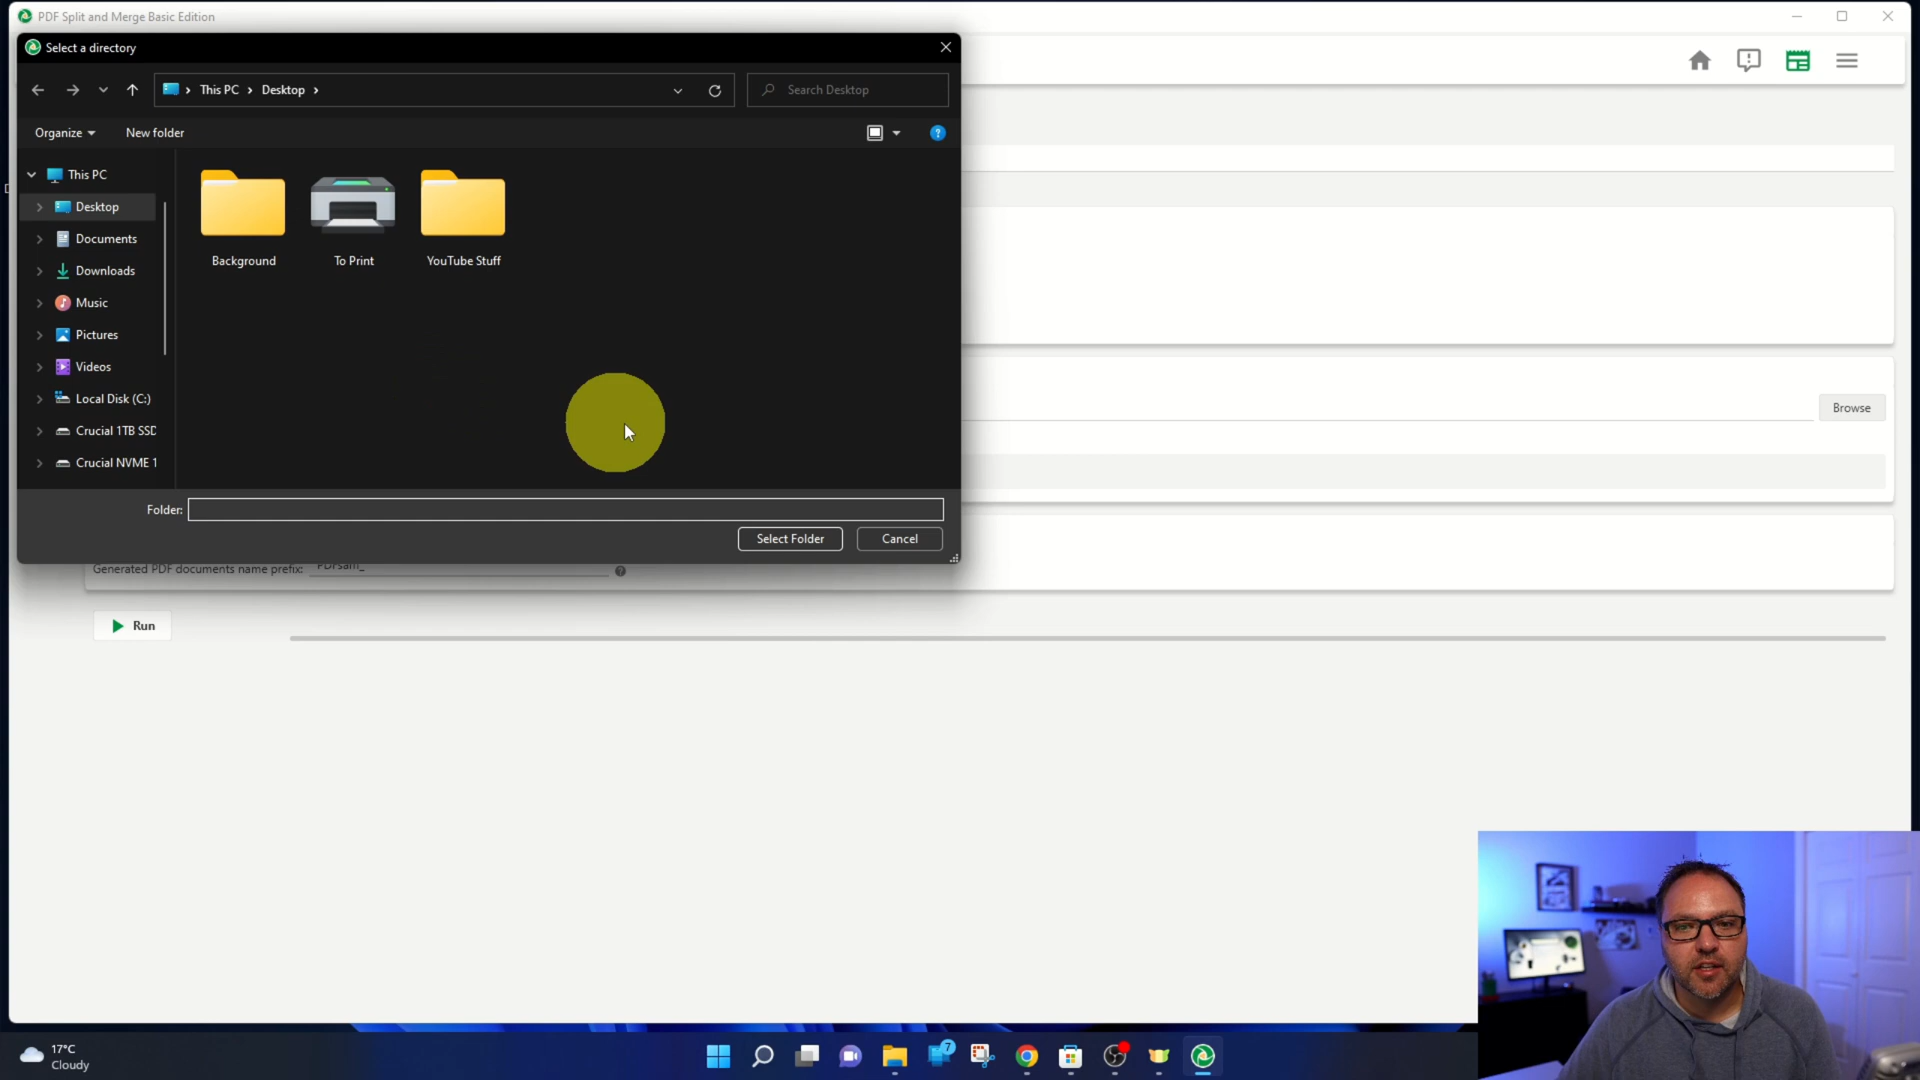 PDF Split and Merge Basic Edition
Select a directory
This PC
Desktop
Search Desktop
Organize
New folder
This PC
Desktop
Documents
Downloads
Music
Pictures
Videos
Local Disk (C:)
Crucial 1TB SSD
Crucial NVME 1
Background
To Print
YouTube Stuff
Browse
Folder:
Select Folder
Cancel
Generated PDF documents name prefix: PDFsam_
Run
17°C
Cloudy
7